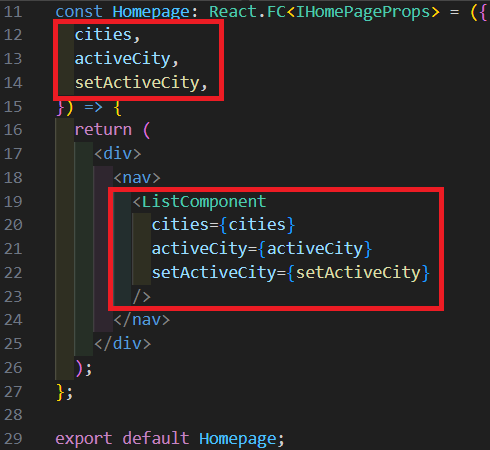 11 const Homepage: React.FC<IHomePageProps> = ({
12 cities,
13 activeCity,
14 setActiveCity,
15 }) => {
16 return (
17 <div>
18 <nav>
19 <ListComponent
20 cities={cities}
21 activeCity={activeCity}
22 setActiveCity={setActiveCity}
23 />
24 </nav>
25 </div>
26 );
27 };
28
29 export default Homepage;